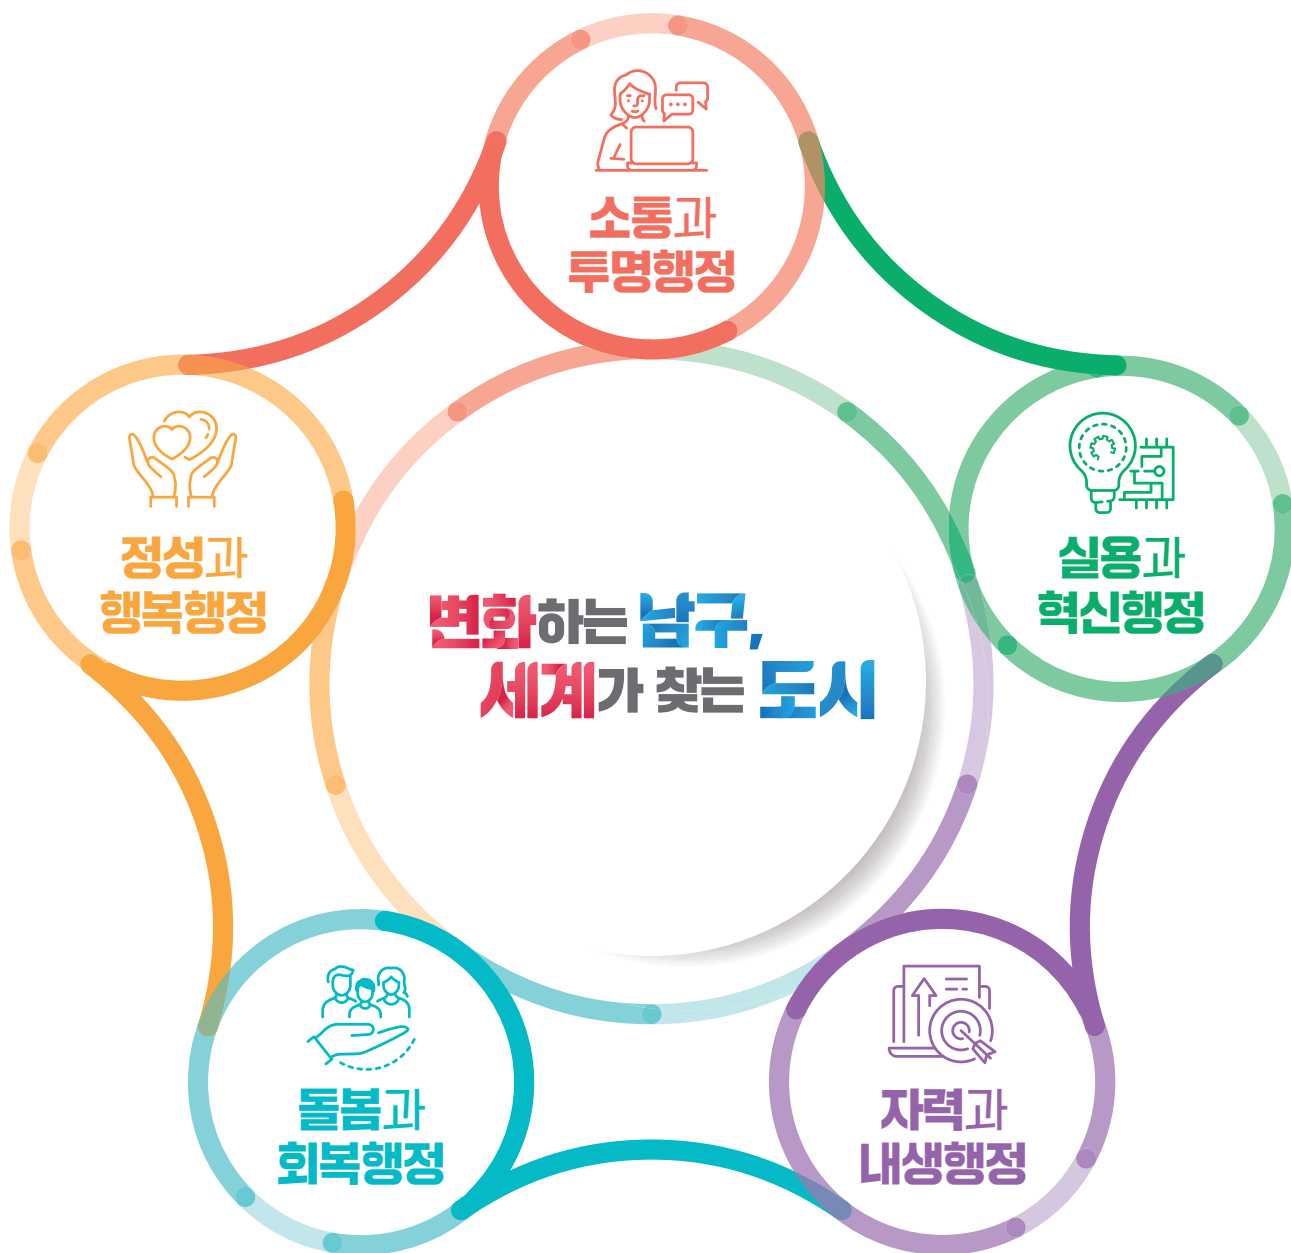 소통과
투명행정
정성과
행복행정
실용과
혁신행정
변화하는 남구,
세계가 찾는 도시
돌봄과
회복행정
자력과
내생행정